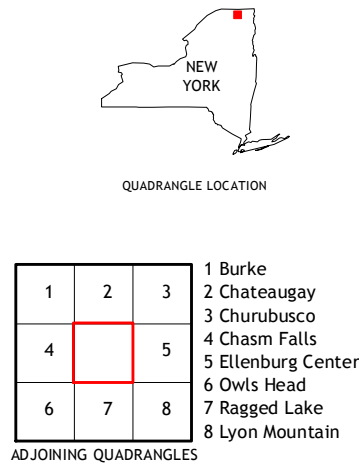 NEW
YORK
QUADRANGLE LOCATION
1 2 3
4 5
6 7 8
1 Burke
2 Chateaugay
3 Churubusco
4 Chasm Falls
5 Ellenburg Center
6 Owls Head
7 Ragged Lake
8 Lyon Mountain
ADJOINING QUADRANGLES